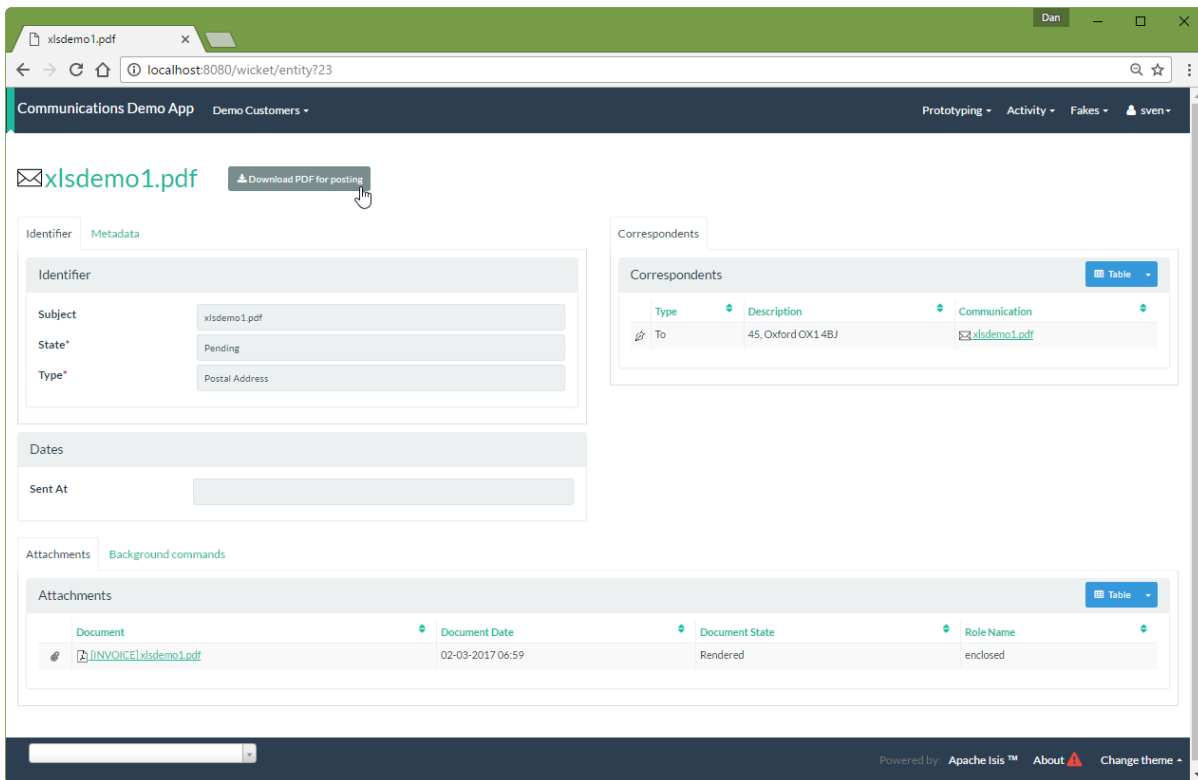 Dan
xlsdemo1.pdf
localhost:8080/wicket/entity?23
Communications Demo App Demo Customers Prototyping Activity Fakes sven
xlsdemo1.pdf Download PDF for posting
Identifier Metadata
Identifier
Subject xlsdemo1.pdf
State* Pending
Type* Postal Address
Dates
Sent At
Correspondents
Correspondents Table
Type Description Communication
To 45, Oxford OX1 4BJ xlsdemo1.pdf
Attachments Background commands
Attachments Table
Document Document Date Document State Role Name
[INVOICE] xlsdemo1.pdf 02-03-2017 06:59 Rendered enclosed
Powered by: Apache Isis ™ About Change theme